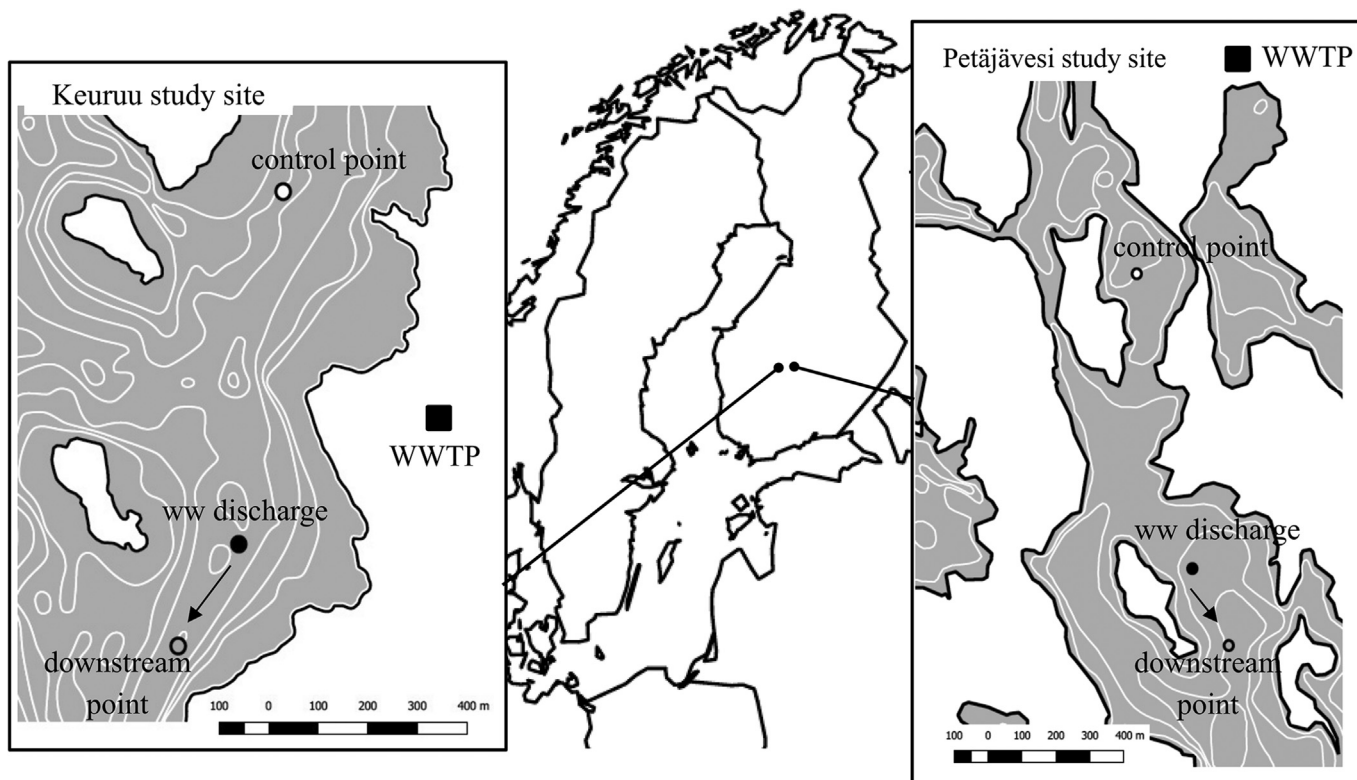 Keuruu study site
control point
WWTP
ww discharge
downstream
point
100 0 100 200 300 400 m
Petäjävesi study site
WWTP
control point
ww discharge
downstream
point
100 0 100 200 300 400 m